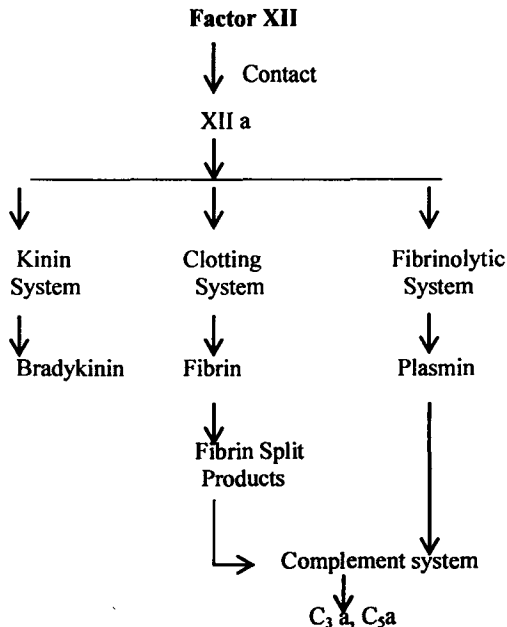 Factor XII
Contact
XII a
Kinin
System
Clotting
System
Fibrinolytic
System
Bradykinin
Fibrin
Plasmin
Fibrin Split
Products
Complement system
C₃ a, C₅a